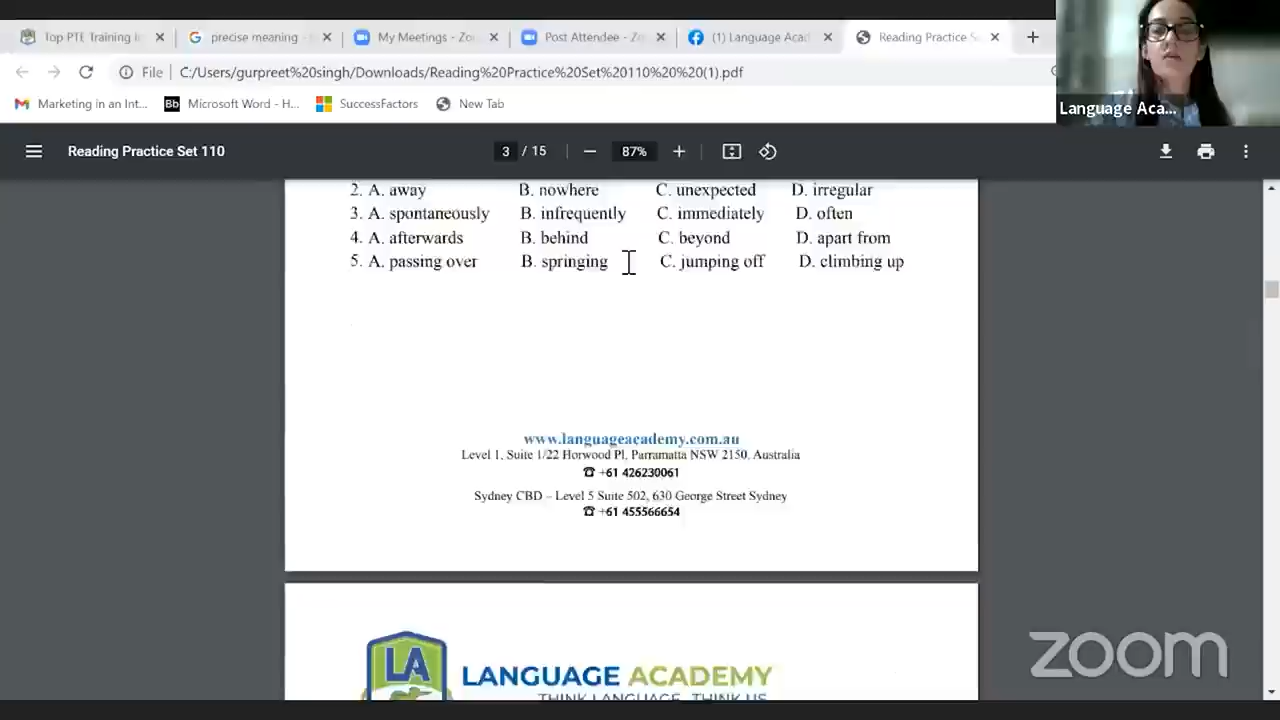 Top PTE Training I
precise meaning -
My Meetings - Zo
Post Attendee - Z
(1) Language Acad
Reading Practice S
File C:/Users/gurpreet%20singh/Downloads/Reading%20Practice%20Set%20110%20%20(1).pdf
Marketing in an Int...
Bb Microsoft Word - H...
SuccessFactors
New Tab
Language Aca...
Reading Practice Set 110
3 / 15
87%
2. A. away B. nowhere C. unexpected D. irregular
3. A. spontaneously B. infrequently C. immediately D. often
4. A. afterwards B. behind C. beyond D. apart from
5. A. passing over B. springing C. jumping off D. climbing up
www.languageacademy.com.au
Level 1, Suite 1/22 Horwood Pl, Parramatta NSW 2150, Australia
☎ +61 426230061
Sydney CBD – Level 5 Suite 502, 630 George Street Sydney
☎ +61 455566654
LA
LANGUAGE ACADEMY
THINK LANGUAGE, THINK US
zoom